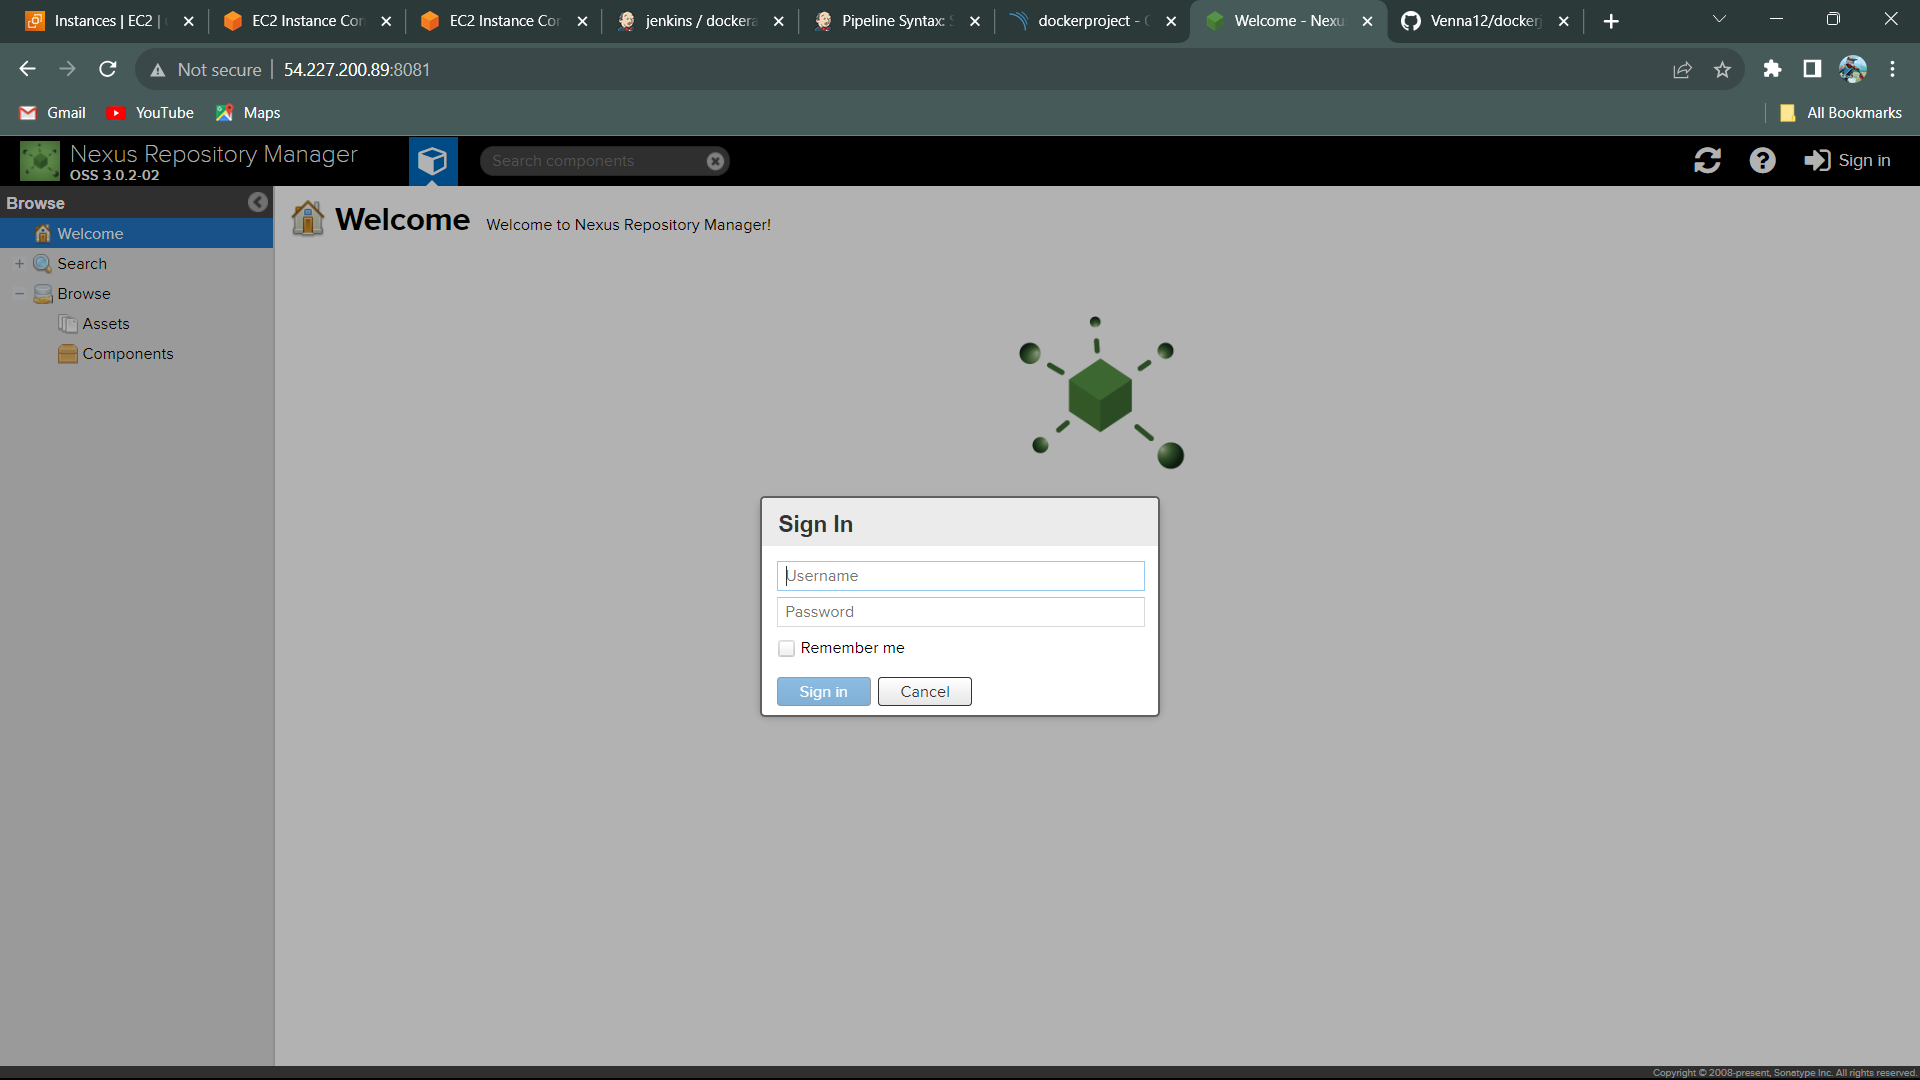 Instances | EC2 |
EC2 Instance Con
EC2 Instance Con
jenkins / dockera
Pipeline Syntax: S
dockerproject - C
Welcome - Nexu
Venna12/dockerj
Not secure
54.227.200.89:8081
Gmail
YouTube
Maps
All Bookmarks
Nexus Repository Manager
OSS 3.0.2-02
Search components
Sign in
Browse
Welcome
Search
Browse
Assets
Components
Welcome
Welcome to Nexus Repository Manager!
Sign In
Username
Password
Remember me
Sign in
Cancel
Copyright © 2008-present, Sonatype Inc. All rights reserved.